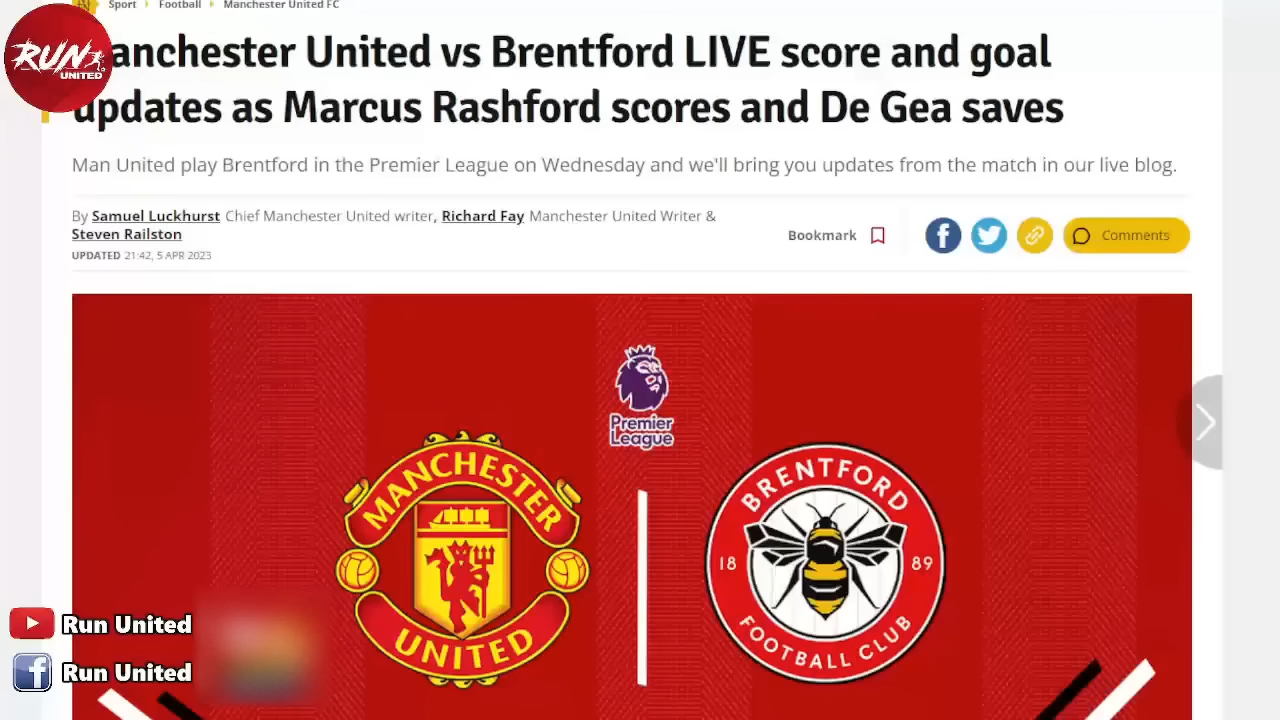 Sport > Football > Manchester United FC
RUN
UNITED
anchester United vs Brentford LIVE score and goal
updates as Marcus Rashford scores and De Gea saves
Man United play Brentford in the Premier League on Wednesday and we'll bring you updates from the match in our live blog.
By Samuel Luckhurst Chief Manchester United writer, Richard Fay Manchester United Writer &
Steven Railston
UPDATED 21:42, 5 APR 2023
Bookmark
Comments
Premier
League
MANCHESTER
UNITED
BRENTFORD
18 89
FOOTBALL CLUB
Run United
Run United